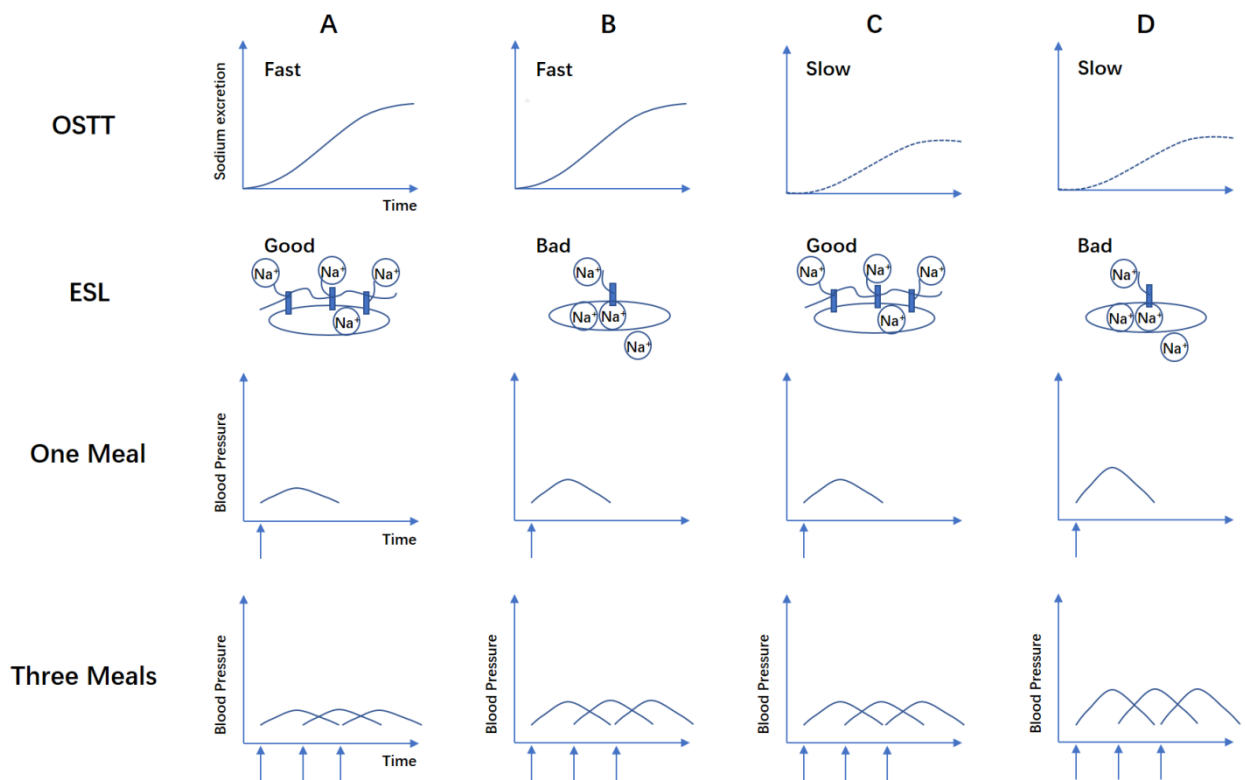 A B C D
OSTT
Sodium excretion
Fast Fast Slow Slow
Time
ESL
Good Bad Good Bad
Na⁺ Na⁺ Na⁺ Na⁺ Na⁺ Na⁺ Na⁺ Na⁺
Na⁺ Na⁺ Na⁺ Na⁺ Na⁺ Na⁺
Na⁺ Na⁺
One Meal
Blood Pressure
Time
Three Meals
Blood Pressure Blood Pressure Blood Pressure Blood Pressure
Time